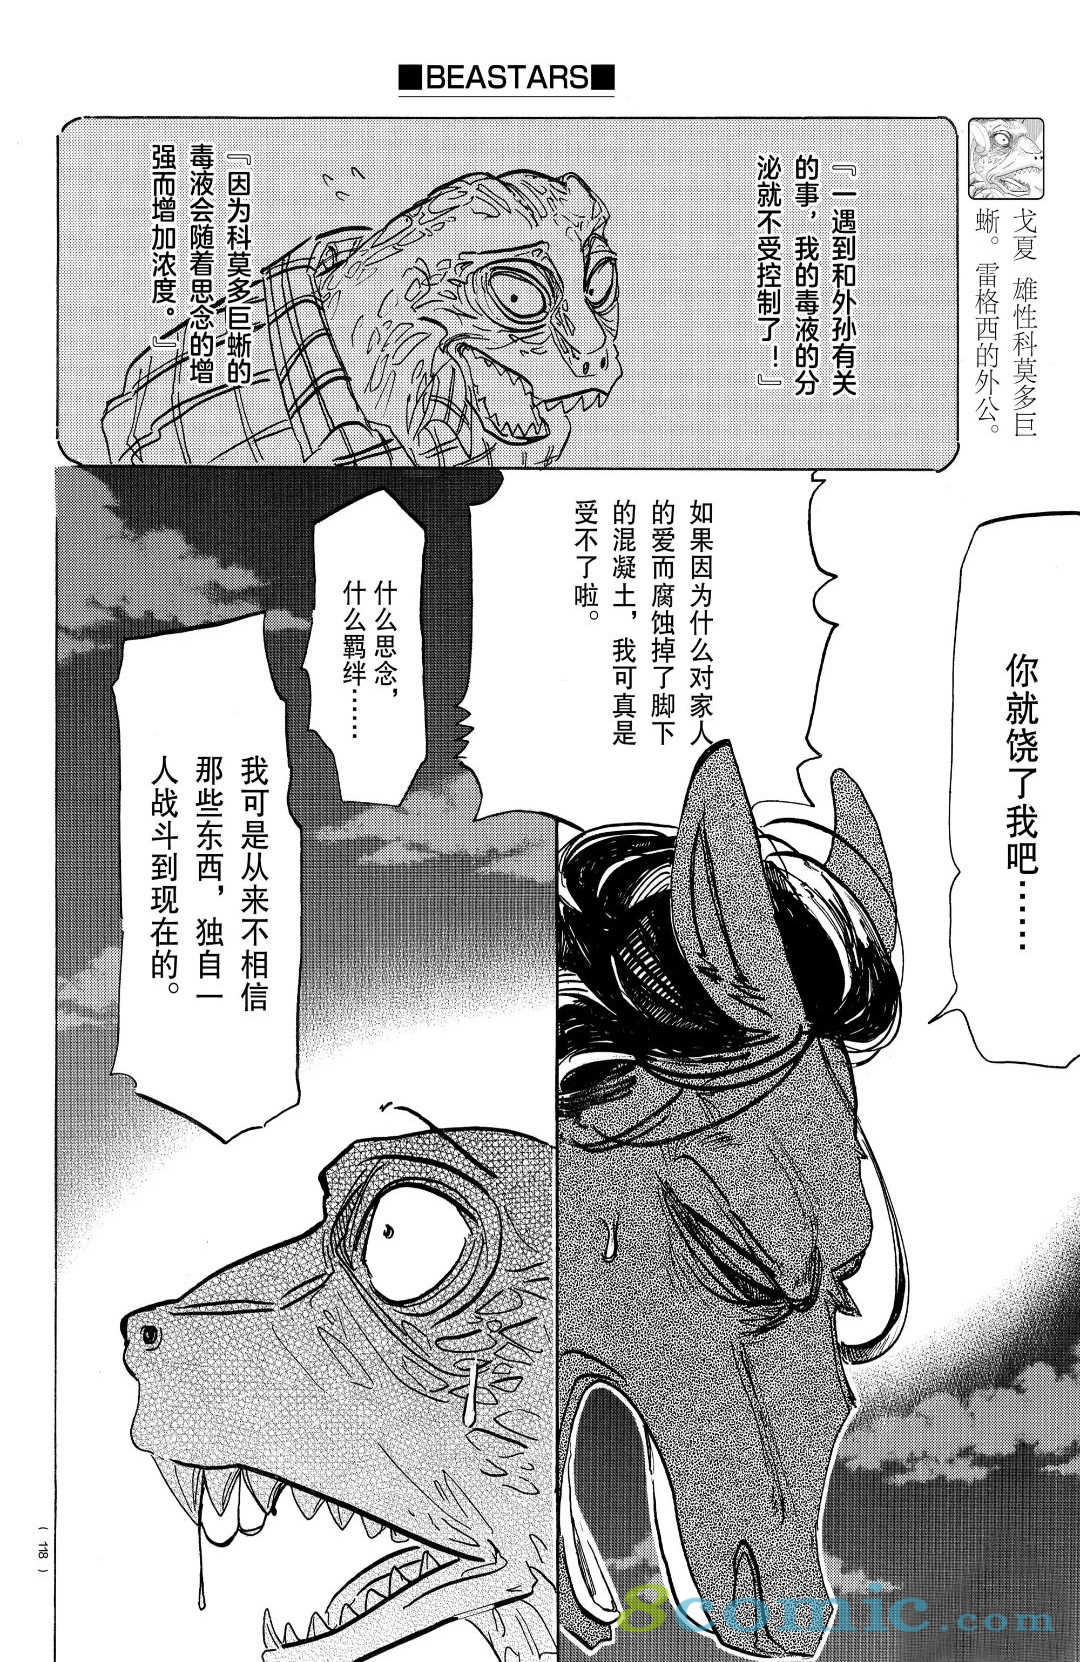 ■BEASTARS■
戈夏 雄性科莫多巨
蜥。雷格西的外公。
『一遇到和外孙有关
的事，我的毒液的分
泌就不受控制了！』
『因为科莫多巨蜥的
毒液会随着思念的增
强而增加浓度。』
你就饶了我吧……
如果因为什么对家人
的爱而腐蚀掉了脚下
的混凝土，我可真是
受不了啦。
什么思念，
什么羁绊……
我可是从来不相信
那些东西，独自一
人战斗到现在的。
( 118 )
8comic.com